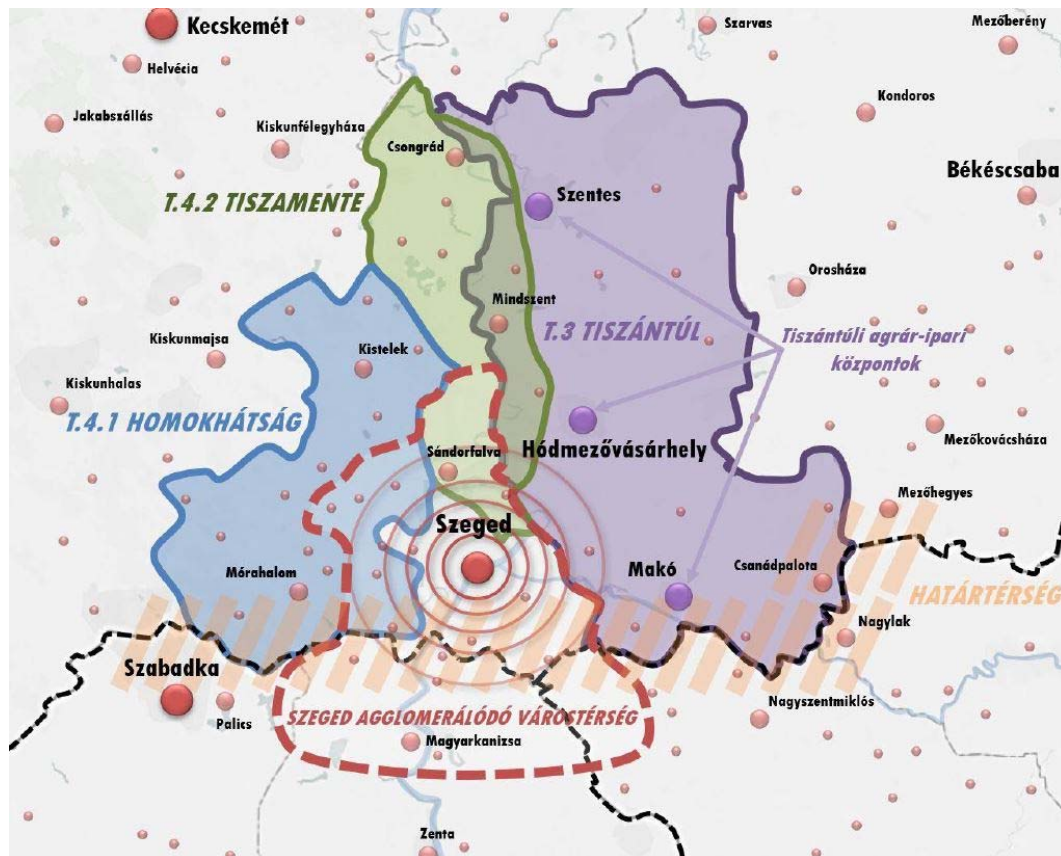 Kecskemét
Szarvas
Mezőberény
Helvécia
Kondoros
Jakabszállás
Kiskunfélegyháza
Csongrád
Békéscsaba
T.4.2 TISZAMENTE
Szentes
Orosháza
Mindszent
T.3 TISZÁNTÚL
Tiszántúli agrár-ipari
központok
Kiskunmajsa
Kistelek
Kiskunhalas
T.4.1 HOMOKHÁTSÁG
Mezőkovácsháza
Hódmezővásárhely
Sándorfalva
Mezőhegyes
Szeged
Mórahalom
Makó
Csanádpalota
HATÁRTÉRSÉG
Nagylak
Szabadka
Palics
SZEGED AGGLOMERÁLÓDÓ VÁROSTÉRSÉG
Nagyszentmiklós
Magyarkanizsa
Zenta